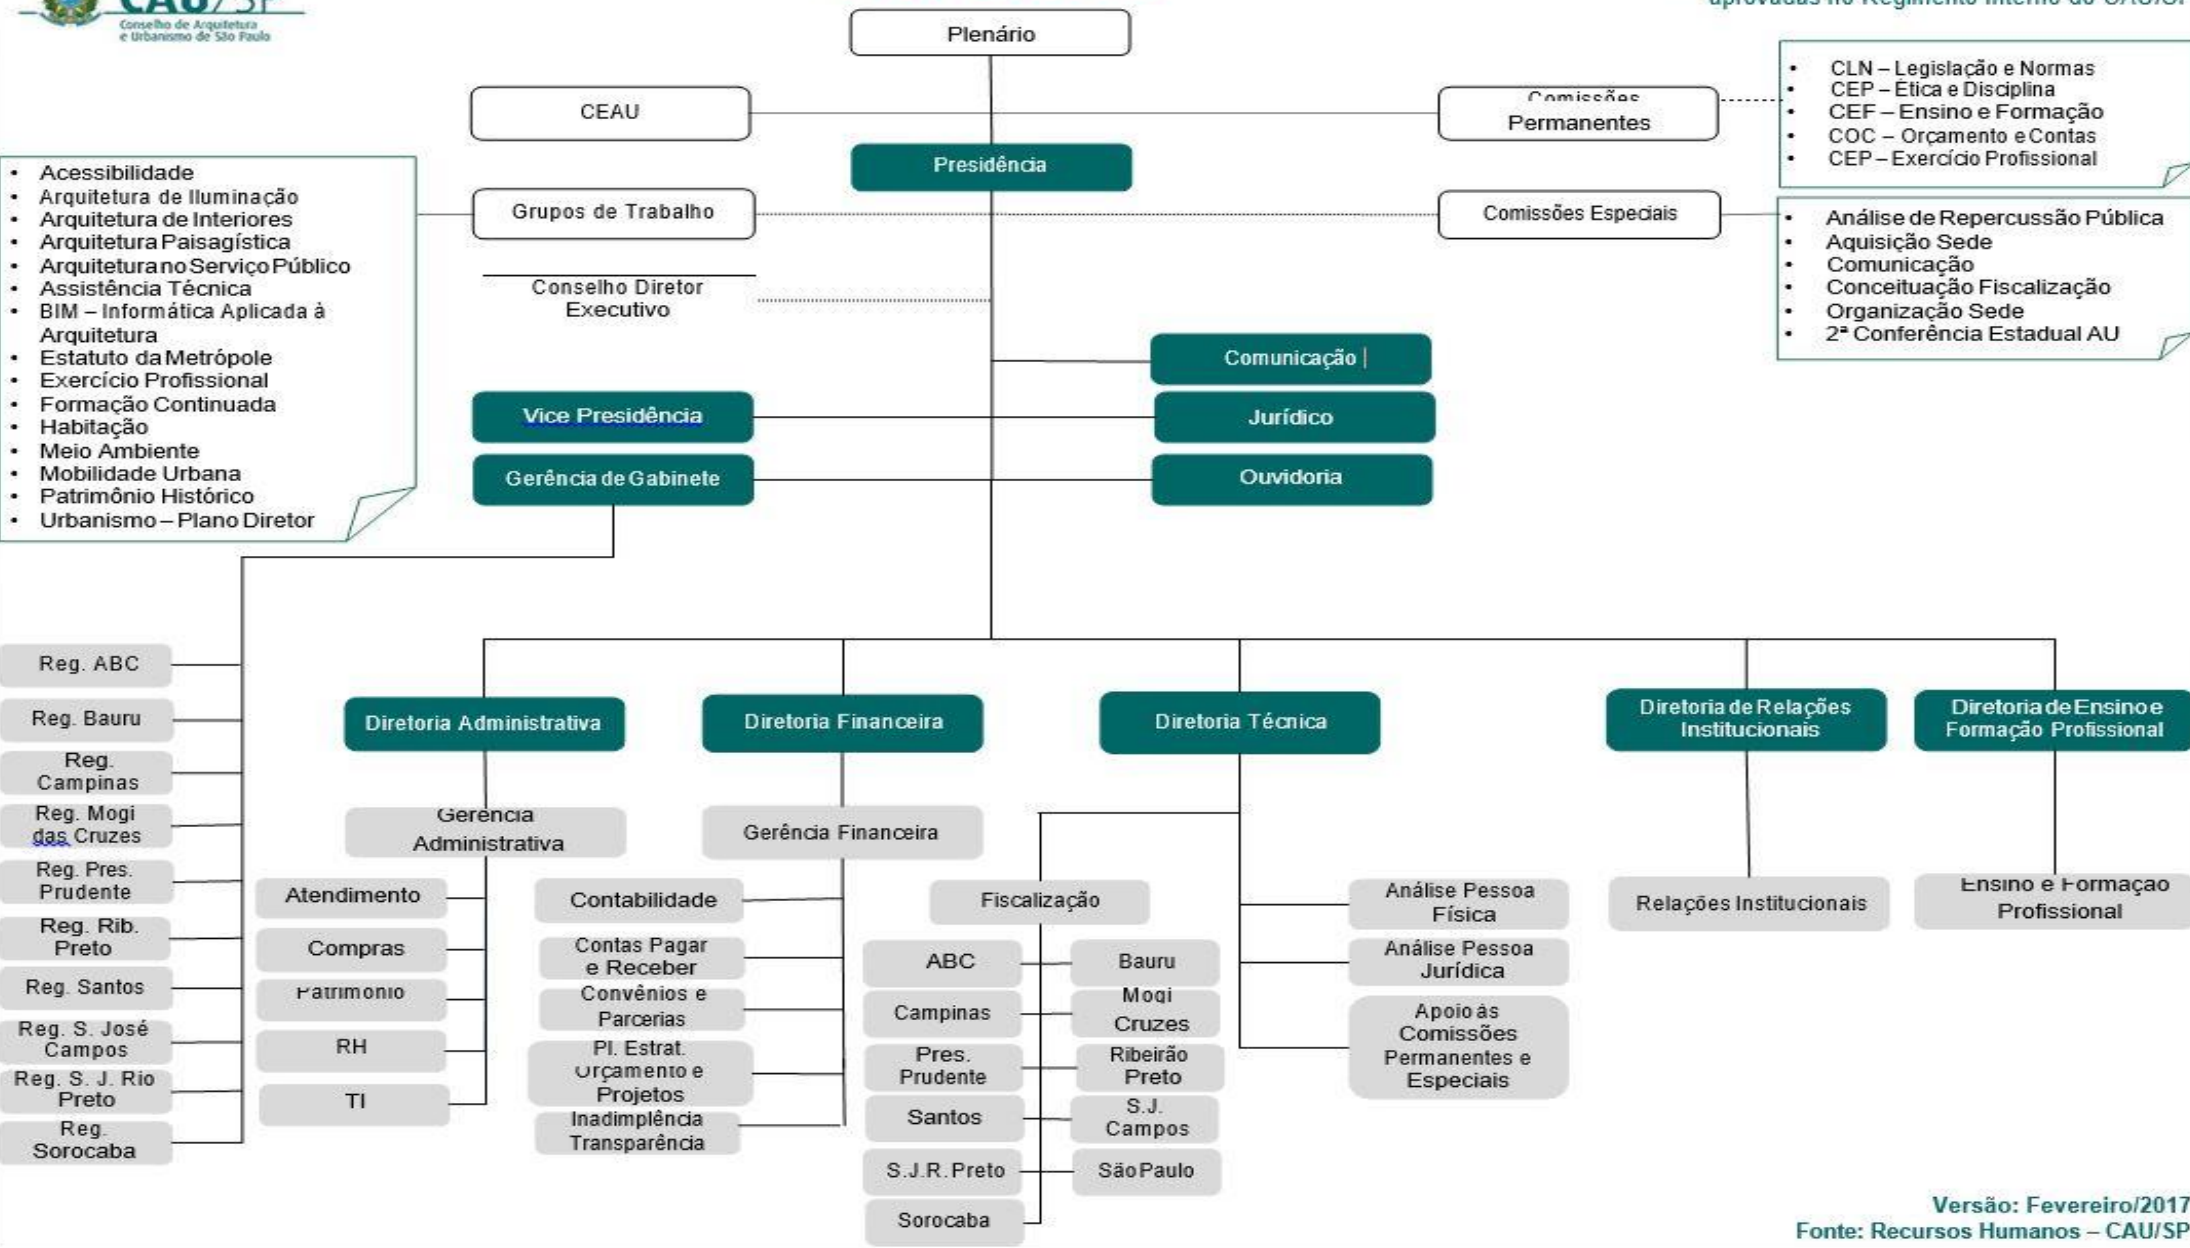 CAU/SP
Conselho de Arquitetura
e Urbanismo de São Paulo
aprovadas no Regimento Interno do CAU/SP
Plenário
CEAU
Comissões
Permanentes
• CLN – Legislação e Normas
• CEP – Ética e Disciplina
• CEF – Ensino e Formação
• COC – Orçamento e Contas
• CEP – Exercício Profissional
Presidência
Grupos de Trabalho
Comissões Especiais
• Análise de Repercussão Pública
• Aquisição Sede
• Comunicação
• Conceituação Fiscalização
• Organização Sede
• 2ª Conferência Estadual AU
• Acessibilidade
• Arquitetura de Iluminação
• Arquitetura de Interiores
• Arquitetura Paisagística
• Arquitetura no Serviço Público
• Assistência Técnica
• BIM – Informática Aplicada à
Arquitetura
• Estatuto da Metrópole
• Exercício Profissional
• Formação Continuada
• Habitação
• Meio Ambiente
• Mobilidade Urbana
• Patrimônio Histórico
• Urbanismo – Plano Diretor
Conselho Diretor
Executivo
Comunicação
Vice Presidência
Jurídico
Gerência de Gabinete
Ouvidoria
Reg. ABC
Reg. Bauru
Reg.
Campinas
Reg. Mogi
das Cruzes
Reg. Pres.
Prudente
Reg. Rib.
Preto
Reg. Santos
Reg. S. José
Campos
Reg. S. J. Rio
Preto
Reg.
Sorocaba
Diretoria Administrativa
Gerência
Administrativa
Atendimento
Compras
Patrimônio
RH
TI
Diretoria Financeira
Gerência Financeira
Contabilidade
Contas Pagar
e Receber
Convênios e
Parcerias
Pl. Estrat.
Orçamento e
Projetos
Inadimplência
Transparência
Diretoria Técnica
Fiscalização
ABC
Bauru
Campinas
Mogi
Cruzes
Pres.
Prudente
Ribeirão
Preto
Santos
S.J.
Campos
S.J.R. Preto
São Paulo
Sorocaba
Análise Pessoa
Física
Análise Pessoa
Jurídica
Apoio às
Comissões
Permanentes e
Especiais
Diretoria de Relações
Institucionais
Relações Institucionais
Diretoria de Ensino e
Formação Profissional
Ensino e Formação
Profissional
Versão: Fevereiro/2017
Fonte: Recursos Humanos – CAU/SP